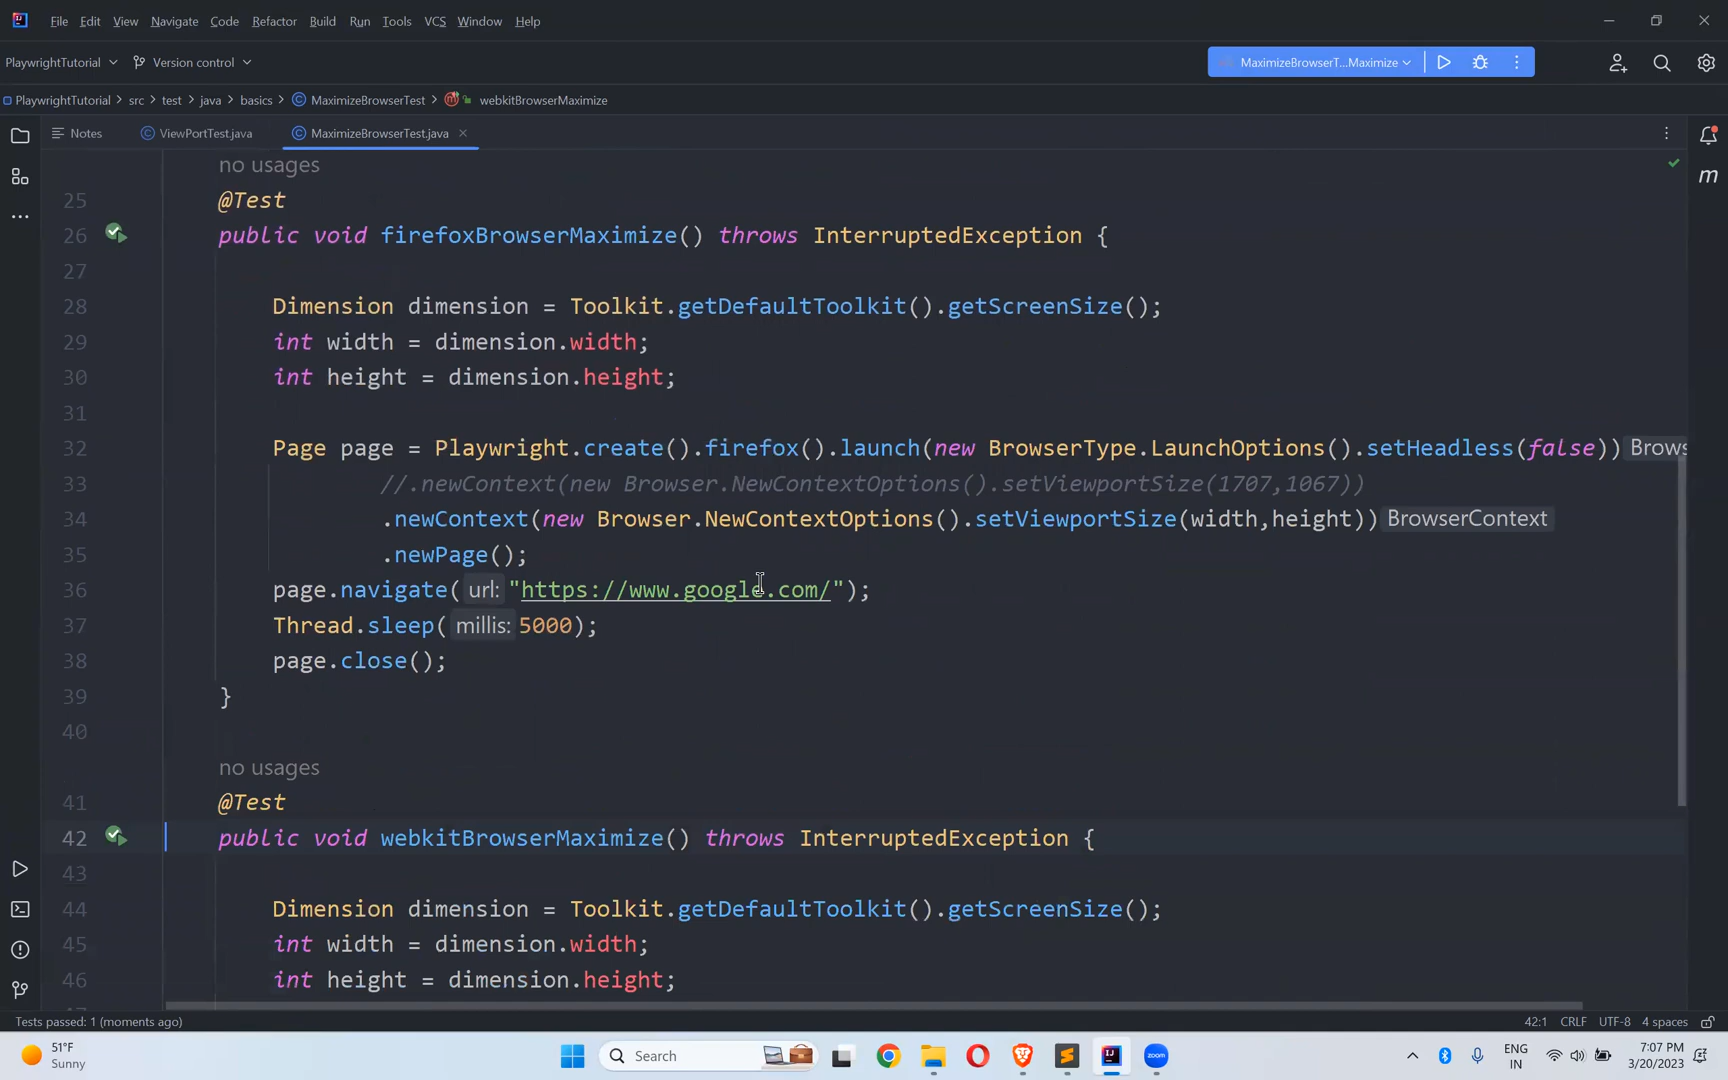 File Edit View Navigate Code Refactor Build Run Tools VCS Window Help
PlaywrightTutorial Version control MaximizeBrowserT...Maximize
PlaywrightTutorial src test java basics MaximizeBrowserTest webkitBrowserMaximize
Notes ViewPortTest.java MaximizeBrowserTest.java
no usages
25 @Test
26 public void firefoxBrowserMaximize() throws InterruptedException {
27
28 Dimension dimension = Toolkit.getDefaultToolkit().getScreenSize();
29 int width = dimension.width;
30 int height = dimension.height;
31
32 Page page = Playwright.create().firefox().launch(new BrowserType.LaunchOptions().setHeadless(false)) Brows
33 //.newContext(new Browser.NewContextOptions().setViewportSize(1707,1067))
34 .newContext(new Browser.NewContextOptions().setViewportSize(width,height)) BrowserContext
35 .newPage();
36 page.navigate( url: "https://www.google.com/");
37 Thread.sleep( millis: 5000);
38 page.close();
39 }
40
no usages
41 @Test
42 public void webkitBrowserMaximize() throws InterruptedException {
43
44 Dimension dimension = Toolkit.getDefaultToolkit().getScreenSize();
45 int width = dimension.width;
46 int height = dimension.height;
Tests passed: 1 (moments ago) 42:1 CRLF UTF-8 4 spaces
51°F
Sunny
Search
zoom
ENG
IN
7:07 PM
3/20/2023